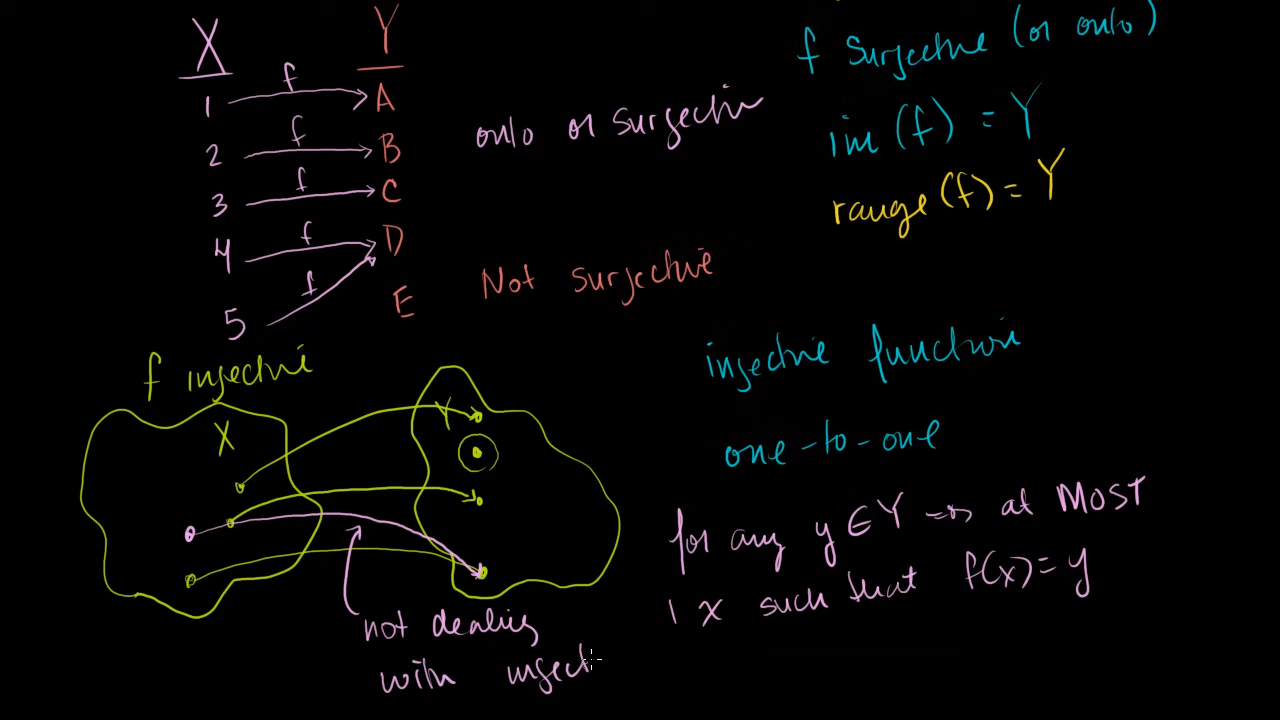 X Y
1 f A
2 f B
3 f C
4 f D
5 f E
onto or surjective
Not surjective
f Surjective (or onto)
im (f) = Y
range (f) = Y
injective function
one-to-one
for any y ∈ Y → at MOST
1 x such that f(x) = y
f injective
X Y
not dealing
with inject